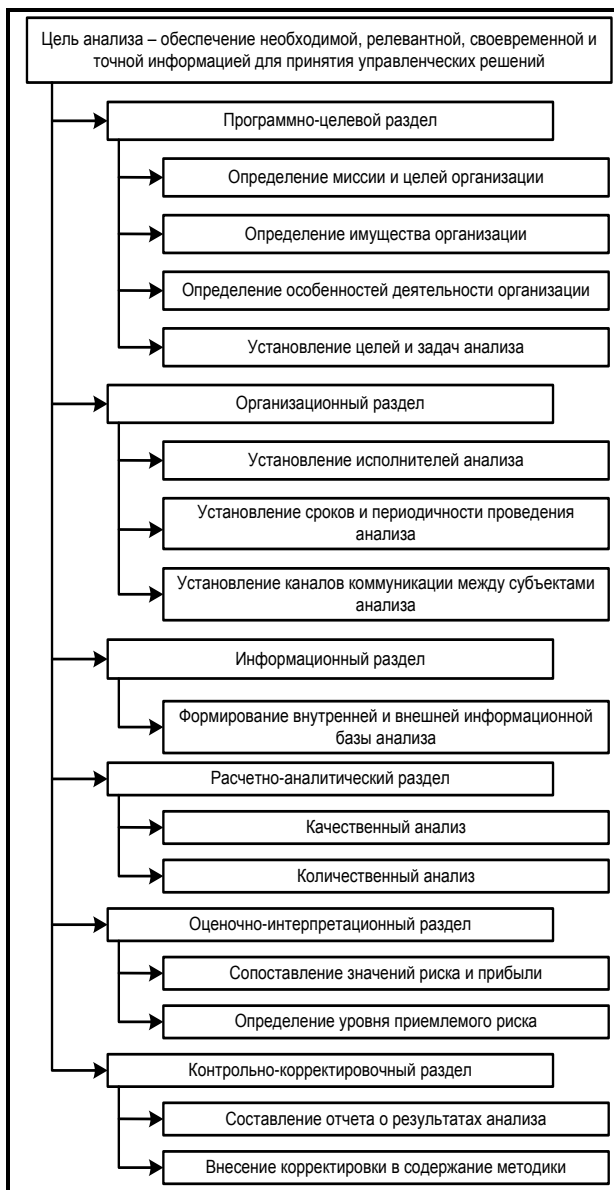 Цель анализа – обеспечение необходимой, релевантной, своевременной и
точной информацией для принятия управленческих решений
Программно-целевой раздел
Определение миссии и целей организации
Определение имущества организации
Определение особенностей деятельности организации
Установление целей и задач анализа
Организационный раздел
Установление исполнителей анализа
Установление сроков и периодичности проведения
анализа
Установление каналов коммуникации между субъектами
анализа
Информационный раздел
Формирование внутренней и внешней информационной
базы анализа
Расчетно-аналитический раздел
Качественный анализ
Количественный анализ
Оценочно-интерпретационный раздел
Сопоставление значений риска и прибыли
Определение уровня приемлемого риска
Контрольно-корректировочный раздел
Составление отчета о результатах анализа
Внесение корректировки в содержание методики